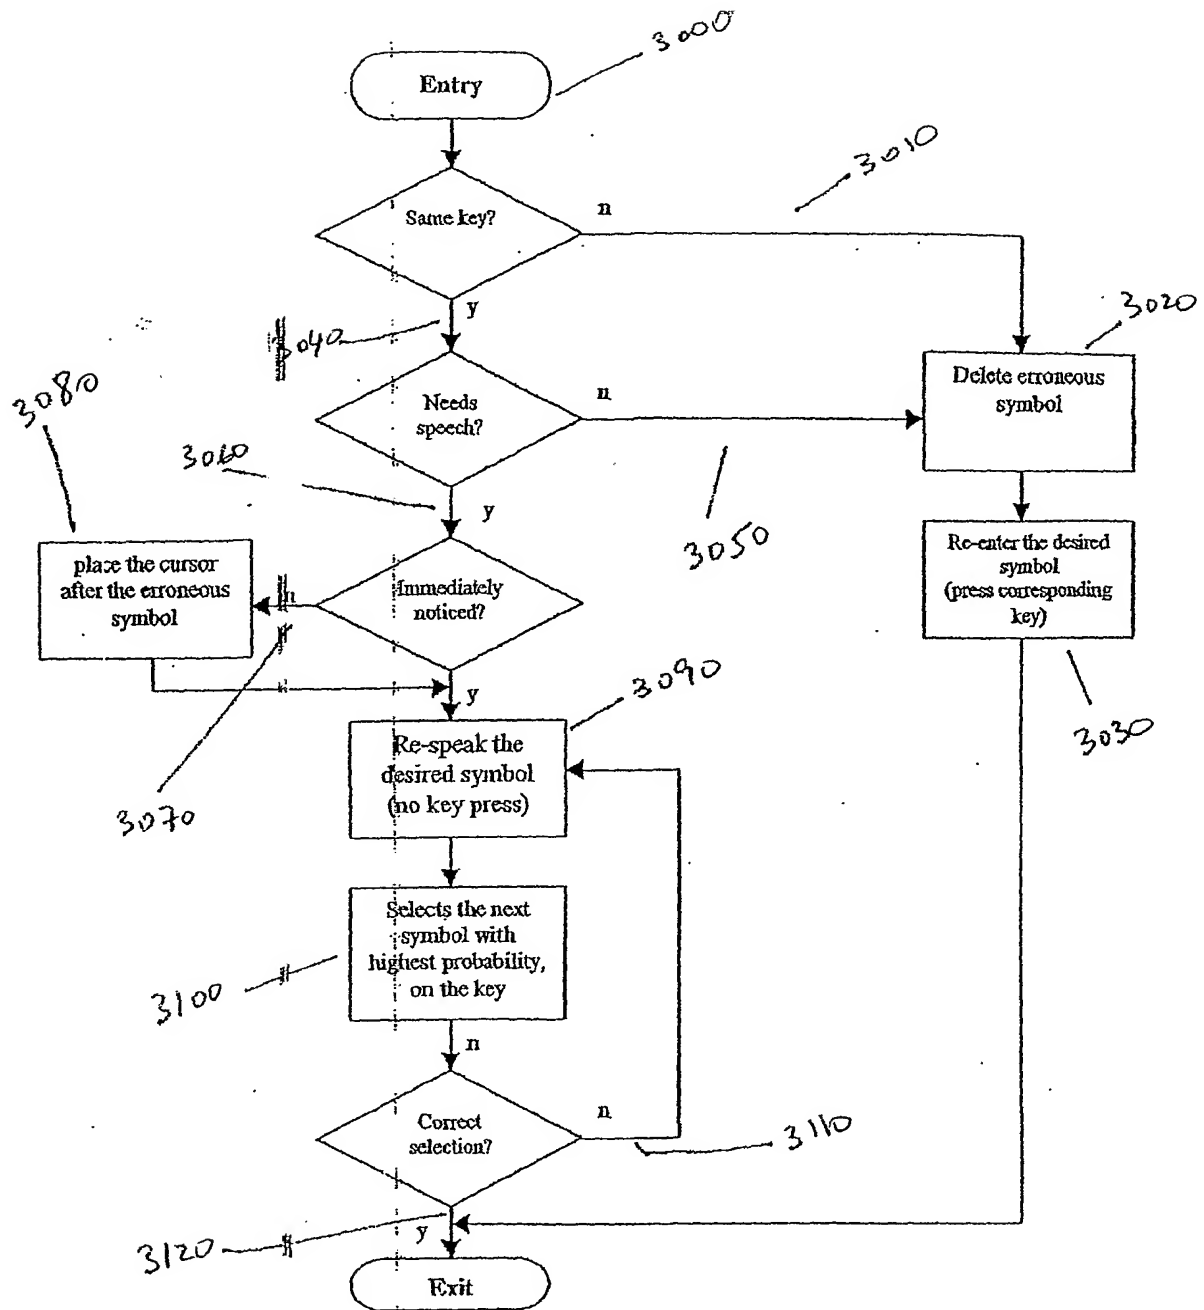 3000
Entry
3010
Same key?
n
y
3040
3020
Delete erroneous
symbol
3080
Needs
speech?
n
3060
y
3050
Re-enter the desired
symbol
(press corresponding
key)
place the cursor
after the erroneous
symbol
n
Immediately
noticed?
y
3090
3030
3070
Re-speak the
desired symbol
(no key press)
Selects the next
symbol with
highest probability,
on the key
3100
n
Correct
selection?
n
3110
3120
y
Exit